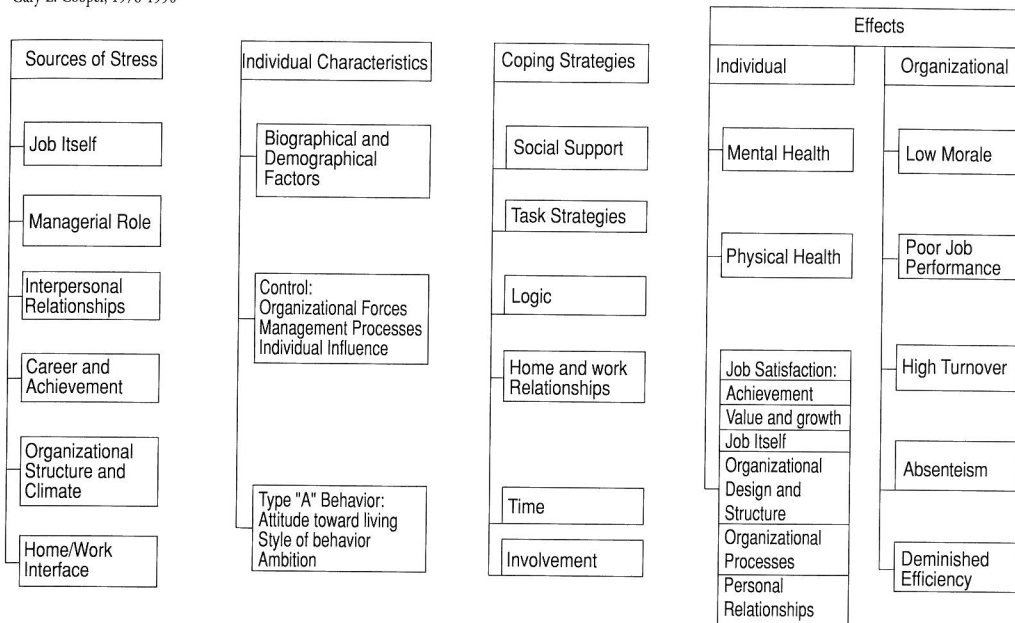 Gary L. Cooper, 1976-1990
Effects
Sources of Stress
Individual Characteristics
Coping Strategies
Individual
Organizational
Job Itself
Managerial Role
Interpersonal
Relationships
Career and
Achievement
Organizational
Structure and
Climate
Home/Work
Interface
Biographical and
Demographical
Factors
Control:
Organizational Forces
Management Processes
Individual Influence
Type "A" Behavior:
Attitude toward living
Style of behavior
Ambition
Social Support
Task Strategies
Logic
Home and work
Relationships
Time
Involvement
Mental Health
Physical Health
Job Satisfaction:
Achievement
Value and growth
Job Itself
Organizational
Design and
Structure
Organizational
Processes
Personal
Relationships
Low Morale
Poor Job
Performance
High Turnover
Absenteism
Deminished
Efficiency